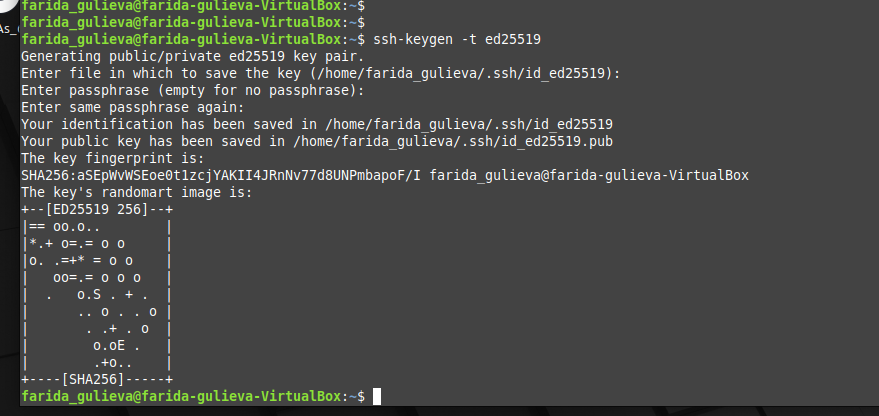 farida_gulieva@farida-gulieva-VirtualBox:~$
farida_gulieva@farida-gulieva-VirtualBox:~$
farida_gulieva@farida-gulieva-VirtualBox:~$ ssh-keygen -t ed25519
Generating public/private ed25519 key pair.
Enter file in which to save the key (/home/farida_gulieva/.ssh/id_ed25519):
Enter passphrase (empty for no passphrase):
Enter same passphrase again:
Your identification has been saved in /home/farida_gulieva/.ssh/id_ed25519
Your public key has been saved in /home/farida_gulieva/.ssh/id_ed25519.pub
The key fingerprint is:
SHA256:aSEpWvWSEoe0t1zcjYAKII4JRnNv77d8UNPmbapoF/I farida_gulieva@farida-gulieva-VirtualBox
The key's randomart image is:
+--[ED25519 256]--+
|== oo.o..        |
|*.+ o=.= o o     |
|o. .=+* = o o    |
|   oo=.= o o o   |
|  .   o.S . + .  |
|      .. o . . o |
|       . .+ . o  |
|        o.oE .   |
|        .+o..    |
+----[SHA256]-----+
farida_gulieva@farida-gulieva-VirtualBox:~$